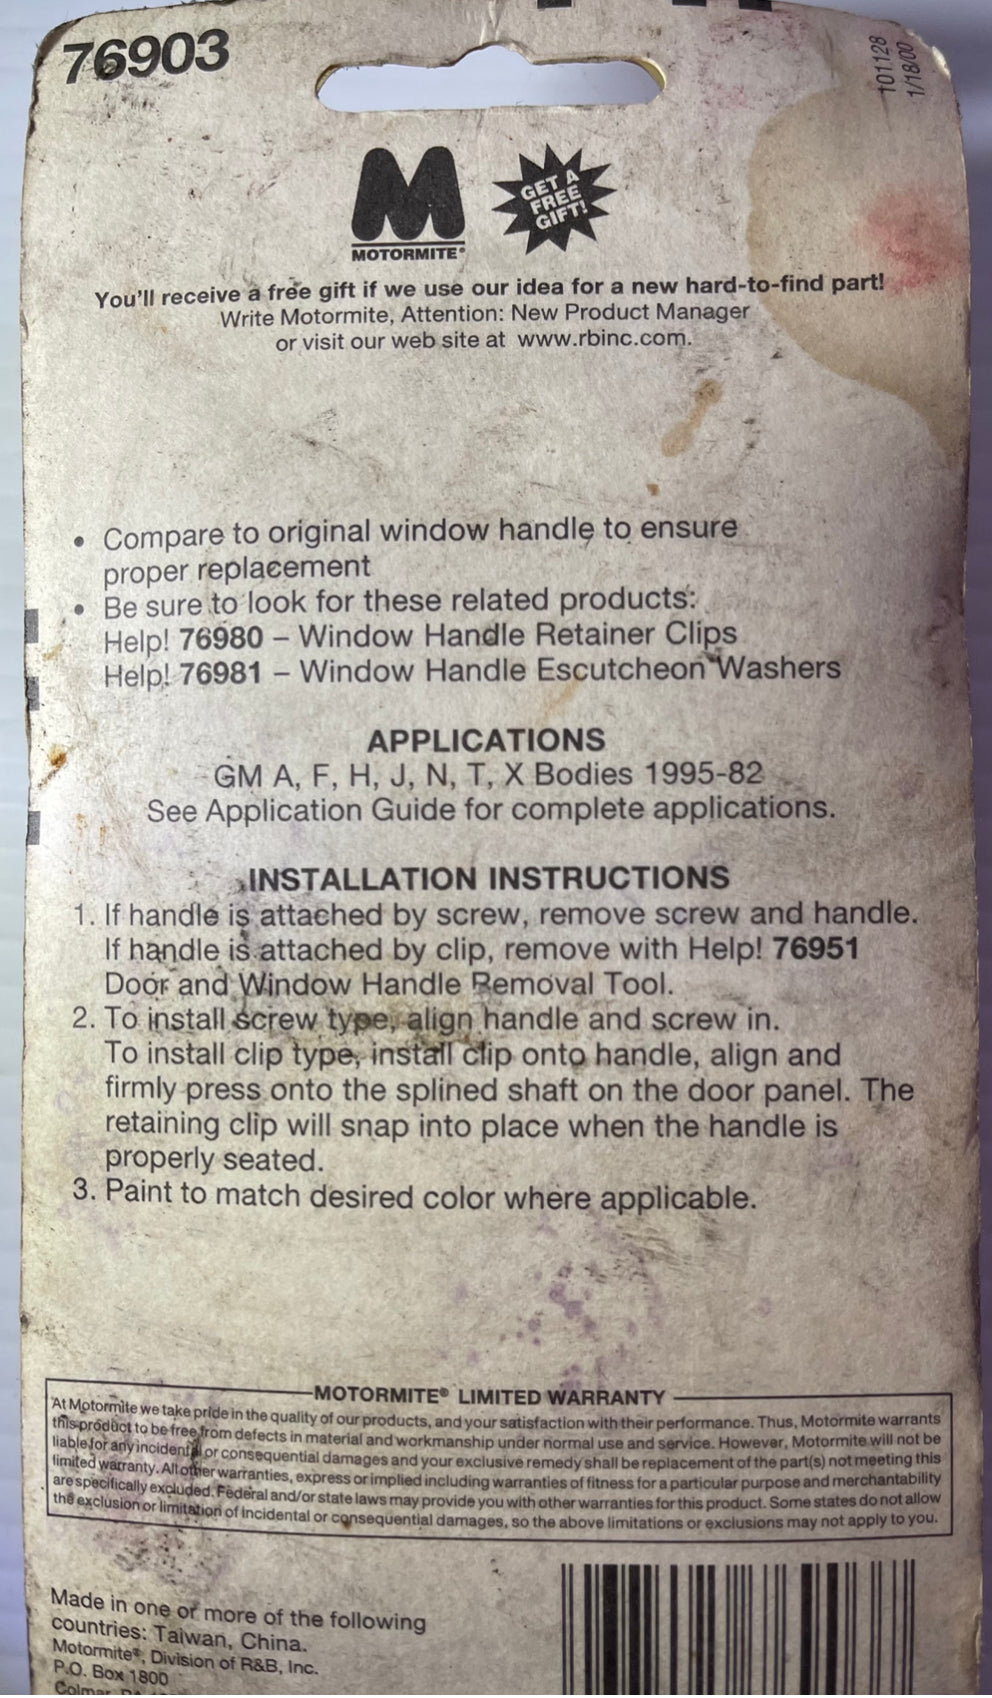 76903
101128
1/18/00
M
MOTORMITE®
GET A
FREE
GIFT!
You'll receive a free gift if we use our idea for a new hard-to-find part!
Write Motormite, Attention: New Product Manager
or visit our web site at www.rbinc.com.
• Compare to original window handle to ensure
proper replacement
• Be sure to look for these related products:
Help! 76980 – Window Handle Retainer Clips
Help! 76981 – Window Handle Escutcheon Washers
APPLICATIONS
GM A, F, H, J, N, T, X Bodies 1995-82
See Application Guide for complete applications.
INSTALLATION INSTRUCTIONS
1. If handle is attached by screw, remove screw and handle.
If handle is attached by clip, remove with Help! 76951
Door and Window Handle Removal Tool.
2. To install screw type, align handle and screw in.
To install clip type, install clip onto handle, align and
firmly press onto the splined shaft on the door panel. The
retaining clip will snap into place when the handle is
properly seated.
3. Paint to match desired color where applicable.
MOTORMITE® LIMITED WARRANTY
At Motormite we take pride in the quality of our products, and your satisfaction with their performance. Thus, Motormite warrants
this product to be free from defects in material and workmanship under normal use and service. However, Motormite will not be
liable for any incidental or consequential damages and your exclusive remedy shall be replacement of the part(s) not meeting this
limited warranty. All other warranties, express or implied including warranties of fitness for a particular purpose and merchantability
are specifically excluded. Federal and/or state laws may provide you with other warranties for this product. Some states do not allow
the exclusion or limitation of incidental or consequential damages, so the above limitations or exclusions may not apply to you.
Made in one or more of the following
countries: Taiwan, China.
Motormite®, Division of R&B, Inc.
P.O. Box 1800
Colmar, PA